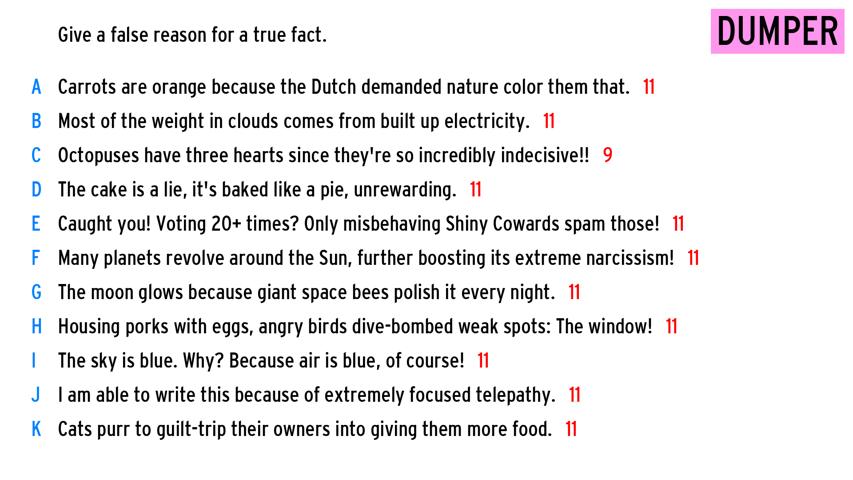 Give a false reason for a true fact.
DUMPER
A Carrots are orange because the Dutch demanded nature color them that. 11
B Most of the weight in clouds comes from built up electricity. 11
C Octopuses have three hearts since they're so incredibly indecisive!! 9
D The cake is a lie, it's baked like a pie, unrewarding. 11
E Caught you! Voting 20+ times? Only misbehaving Shiny Cowards spam those! 11
F Many planets revolve around the Sun, further boosting its extreme narcissism! 11
G The moon glows because giant space bees polish it every night. 11
H Housing porks with eggs, angry birds dive-bombed weak spots: The window! 11
I The sky is blue. Why? Because air is blue, of course! 11
J I am able to write this because of extremely focused telepathy. 11
K Cats purr to guilt-trip their owners into giving them more food. 11